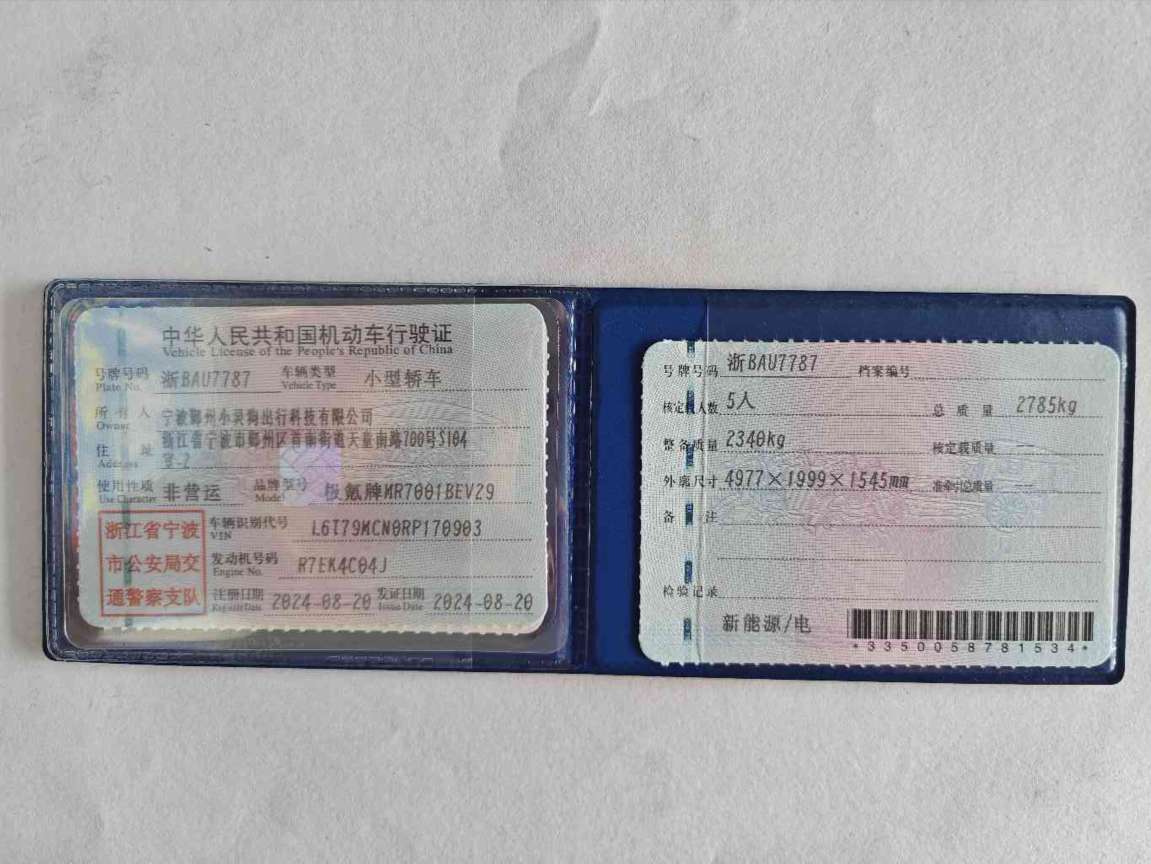 中华人民共和国机动车行驶证
Vehicle License of the People's Republic of China
号牌号码 浙BAU7787 车辆类型 小型轿车
Plate No. Vehicle Type
所有人 宁波鄞州小灵狗出行科技有限公司
Owner
住址 浙江省宁波市鄞州区首南街道天童南路700号S104
Address 室-2
使用性质 非营运 品牌型号 极氪牌MR7001BEV29
Use Character Model
浙江省宁波
市公安局交
通警察支队
车辆识别代号 L6T79MCN0RP170903
VIN
发动机号码 R7EK4C04J
Engine No.
注册日期 2024-08-20 发证日期 2024-08-20
Register Date Issue Date
号牌号码 浙BAU7787 档案编号
核定载人数 5人 总质量 2785kg
整备质量 2340kg 核定载质量 --
外廓尺寸 4977×1999×1545mm 准牵引总质量 --
备注
检验记录
新能源/电
*3350058781534*